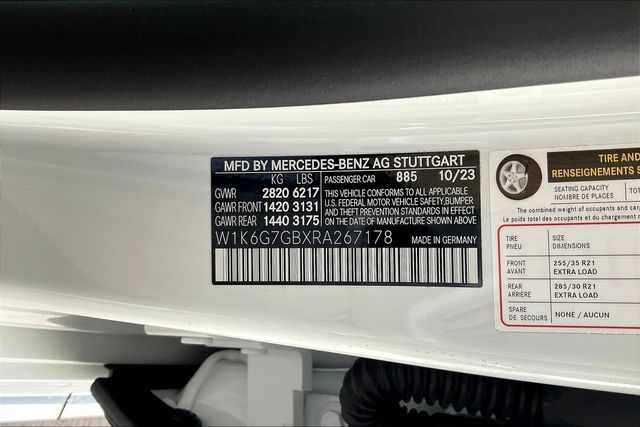 MFD BY MERCEDES-BENZ AG STUTTGART
KG LBS PASSENGER CAR 885 10/23
GVWR 2820 6217
GAWR FRONT 1420 3131
GAWR REAR 1440 3175
THIS VEHICLE CONFORMS TO ALL APPLICABLE
U.S. FEDERAL MOTOR VEHICLE SAFETY, BUMPER
AND THEFT PREVENTION STANDARDS IN EFFECT
ON THE DATE OF MANUFACTURE SHOWN ABOVE
W1K6G7GBXRA267178 MADE IN GERMANY
TIRE AND
RENSEIGNEMENTS S
SEATING CAPACITY
NOMBRE DE PLACES
The combined weight of occupants and carg
Le poids total des occupants et du charg
TIRE SIZE
PNEU DIMENSIONS
FRONT 255/35 R21
AVANT EXTRA LOAD
REAR 285/30 R21
ARRIÈRE EXTRA LOAD
SPARE
DE SECOURS NONE / AUCUN